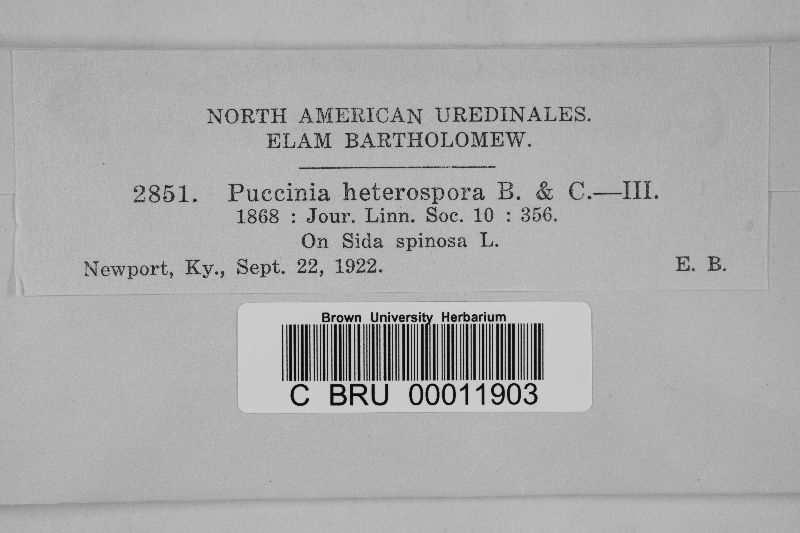 NORTH AMERICAN UREDINALES.
ELAM BARTHOLOMEW.
2851. Puccinia heterospora B. & C.—III.
1868 : Jour. Linn. Soc. 10 : 356.
On Sida spinosa L.
Newport, Ky., Sept. 22, 1922. E. B.
Brown University Herbarium
C BRU 00011903